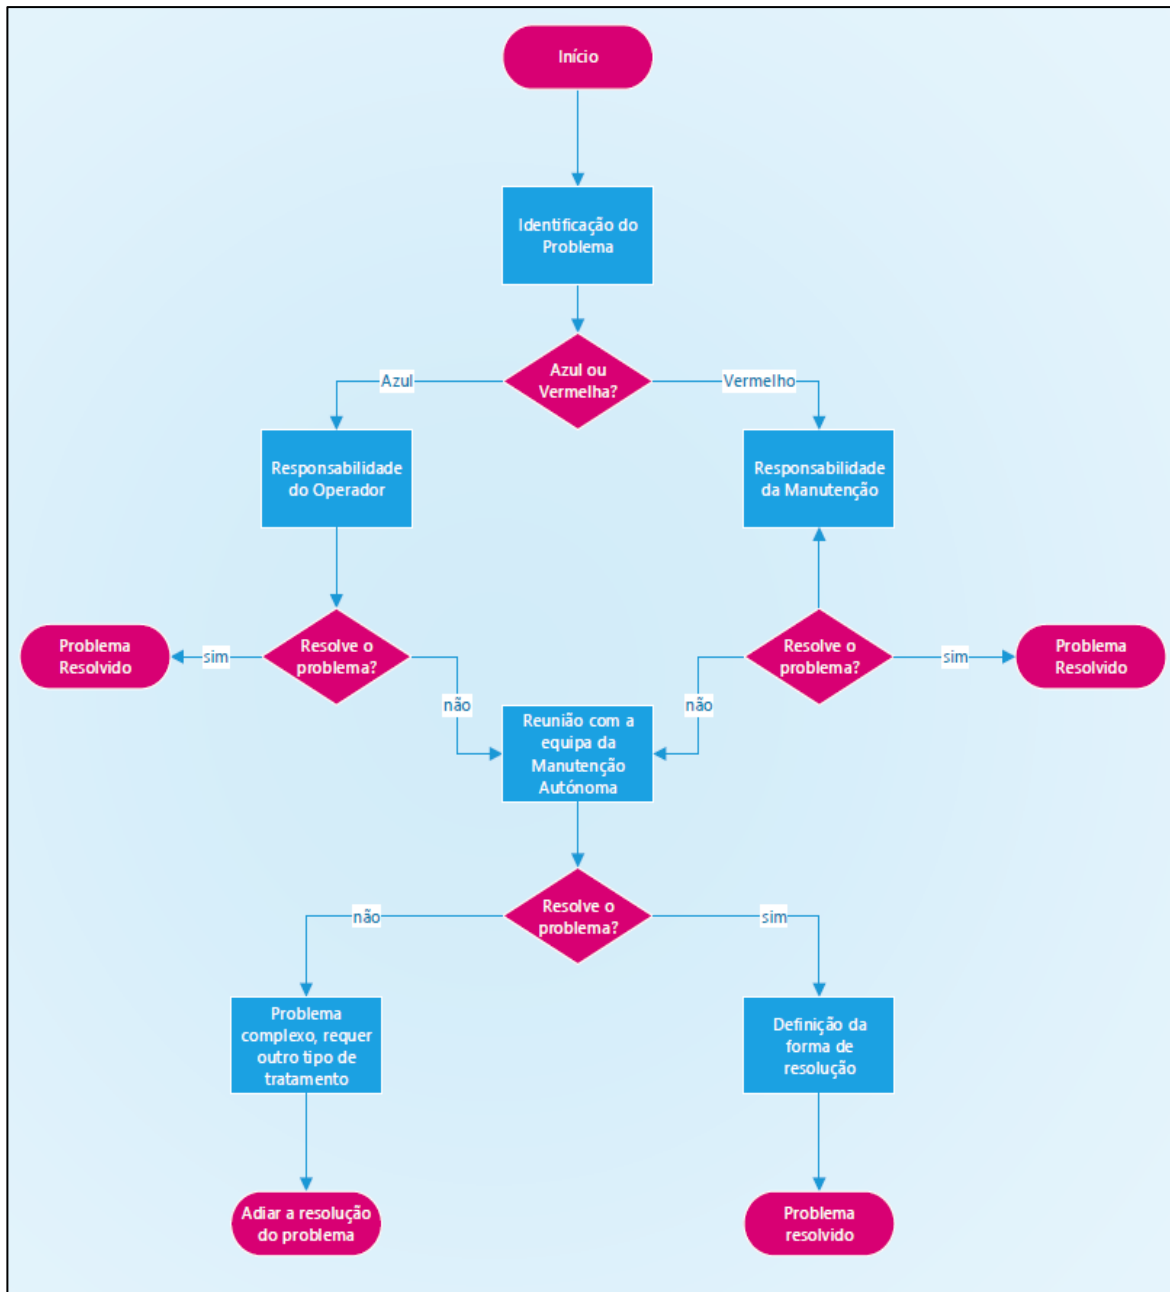 Início
Identificação do
Problema
Azul ou
Vermelha?
Azul
Vermelho
Responsabilidade
do Operador
Responsabilidade
da Manutenção
Problema
Resolvido
sim
Resolve o
problema?
Resolve o
problema?
sim
Problema
Resolvido
não
não
Reunião com a
equipa da
Manutenção
Autónoma
Resolve o
problema?
não
sim
Problema
complexo, requer
outro tipo de
tratamento
Definição da
forma de
resolução
Adiar a resolução
do problema
Problema
resolvido